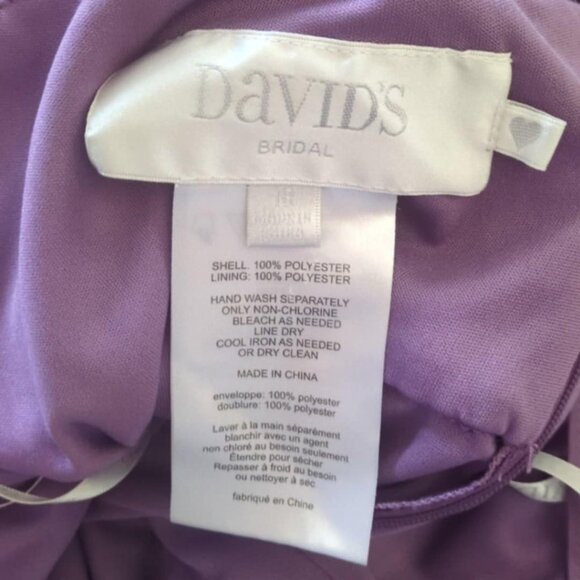 DaVID'S
BRIDAL
MADE IN
CHINA
SHELL: 100% POLYESTER
LINING: 100% POLYESTER
HAND WASH SEPARATELY
ONLY NON-CHLORINE
BLEACH AS NEEDED
LINE DRY
COOL IRON AS NEEDED
OR DRY CLEAN
MADE IN CHINA
enveloppe: 100% polyester
doublure: 100% polyester
Laver à la main séparément
blanchir avec un agent
non chloré au besoin seulement
Étendre pour sécher
Repasser à froid au besoin
ou nettoyer à sec
fabriqué en Chine